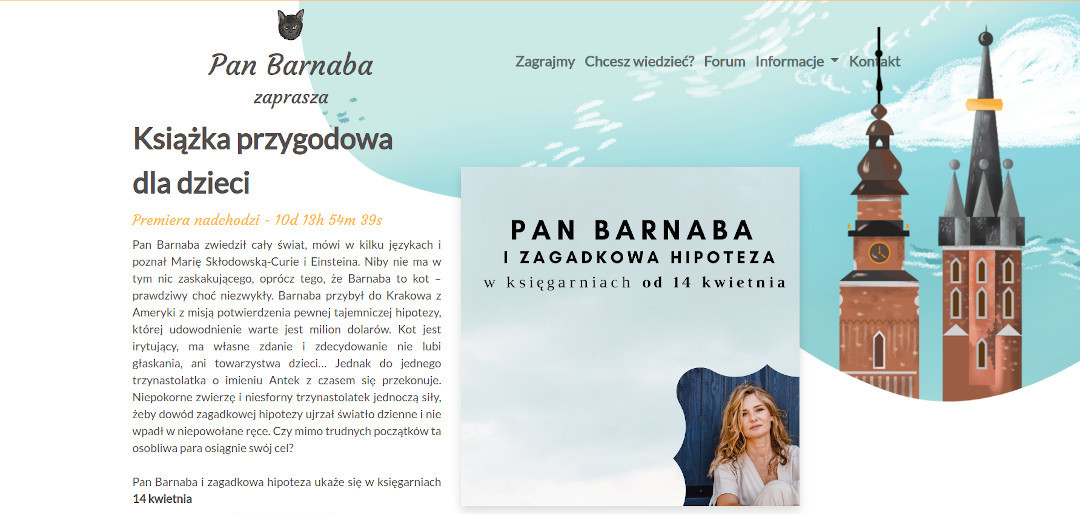 Pan Barnaba
zaprasza
Zagrajmy Chcesz wiedzieć? Forum Informacje Kontakt
Książka przygodowa
dla dzieci
Premiera nadchodzi - 10d 13h 54m 39s
Pan Barnaba zwiedził cały świat, mówi w kilku językach i
poznał Marię Skłodowską-Curie i Einsteina. Niby nie ma w
tym nic zaskakującego, oprócz tego, że Barnaba to kot –
prawdziwy choć niezwykły. Barnaba przybył do Krakowa z
Ameryki z misją potwierdzenia pewnej tajemniczej hipotezy,
której udowodnienie warte jest milion dolarów. Kot jest
irytujący, ma własne zdanie i zdecydowanie nie lubi
głaskania, ani towarzystwa dzieci... Jednak do jednego
trzynastolatka o imieniu Antek z czasem się przekonuje.
Niepokorne zwierzę i niesforny trzynastolatek jednoczą siły,
żeby dowód zagadkowej hipotezy ujrzał światło dzienne i nie
wpadł w niepowołane ręce. Czy mimo trudnych początków ta
osobliwa para osiągnie swój cel?
Pan Barnaba i zagadkowa hipoteza ukaże się w księgarniach
14 kwietnia
PAN BARNABA
I ZAGADKOWA HIPOTEZA
w księgarniach od 14 kwietnia